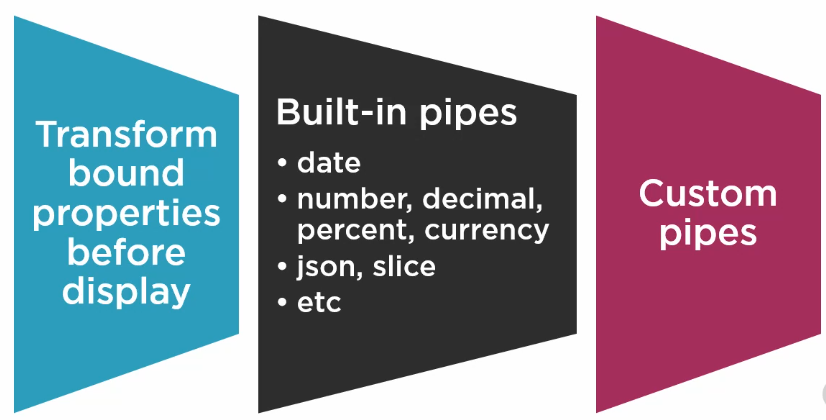 Transform
bound
properties
before
display
Built-in pipes
• date
• number, decimal,
percent, currency
• json, slice
• etc
Custom
pipes